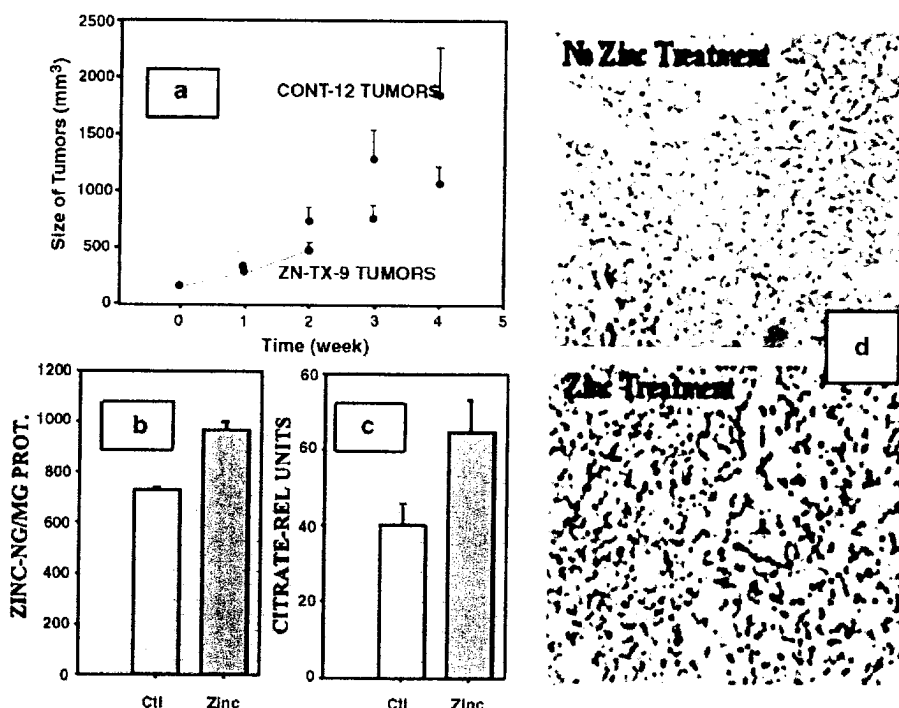 2500
2000
1500
1000
500
0
Size of Tumors (mm³)
a
CONT-12 TUMORS
ZN-TX-9 TUMORS
0 1 2 3 4 5
Time (week)
1200
1000
800
600
400
200
0
ZINC-NG/MG PROT.
b
Ctl Zinc
60
60
40
20
0
CITRATE-REL UNITS
c
Ctl Zinc
No Zinc Treatment
d
Zinc Treatment